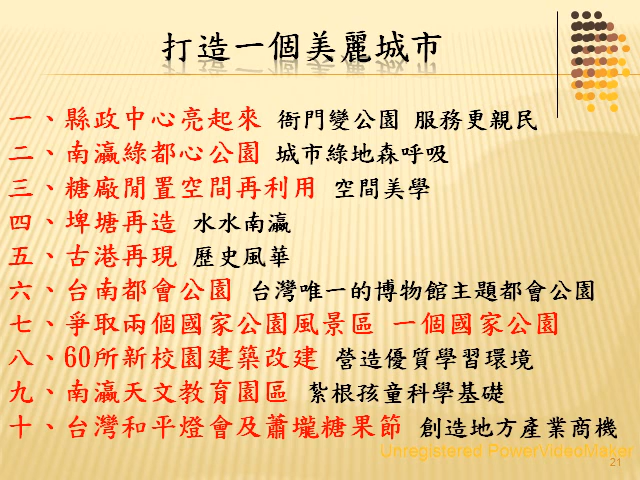 打造一個美麗城市
一、縣政中心亮起來 衙門變公園 服務更親民
二、南瀛綠都心公園 城市綠地森呼吸
三、糖廠閒置空間再利用 空間美學
四、埤塘再造 水水南瀛
五、古港再現 歷史風華
六、台南都會公園 台灣唯一的博物館主題都會公園
七、爭取兩個國家公園風景區 一個國家公園
八、60所新校園建築改建 營造優質學習環境
九、南瀛天文教育園區 紮根孩童科學基礎
十、台灣和平燈會及蕭壠糖果節 創造地方產業商機
Unregistered PowerVideoMaker
21